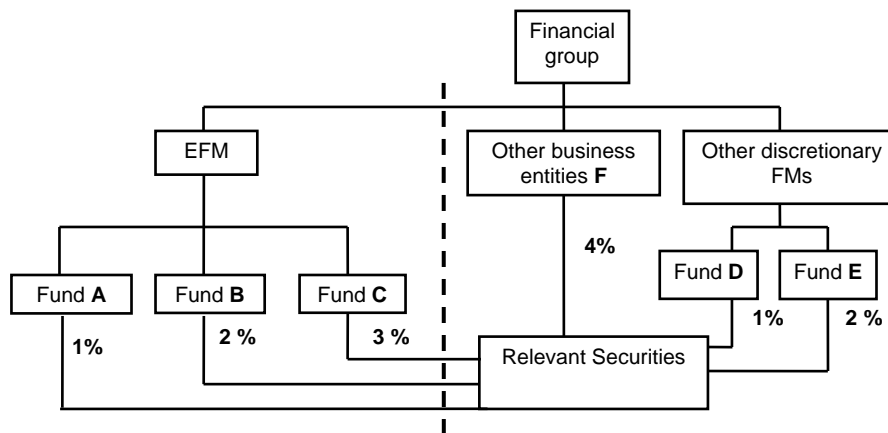 Financial
group
EFM
Other business
entities F
Other discretionary
FMs
4%
Fund A
Fund B
Fund C
Fund D
Fund E
1%
2 %
3 %
1%
2 %
Relevant Securities